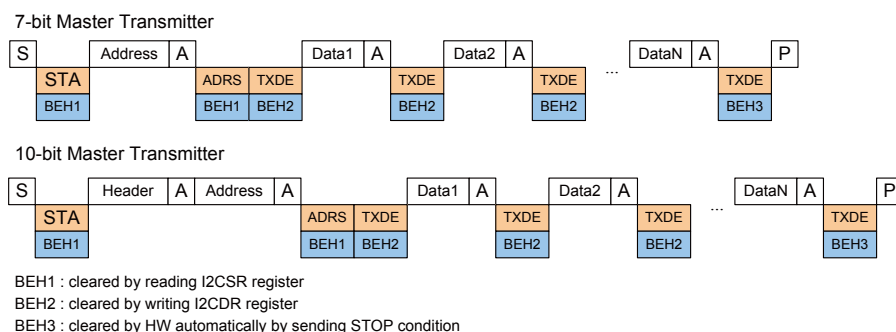 7-bit Master Transmitter
S Address A Data1 A Data2 A DataN A P
STA ADRS TXDE TXDE TXDE ... TXDE
BEH1 BEH1 BEH2 BEH2 BEH2 BEH3
10-bit Master Transmitter
S Header A Address A Data1 A Data2 A DataN A P
STA ADRS TXDE TXDE TXDE ... TXDE
BEH1 BEH1 BEH2 BEH2 BEH2 BEH3
BEH1 : cleared by reading I2CSR register
BEH2 : cleared by writing I2CDR register
BEH3 : cleared by HW automatically by sending STOP condition